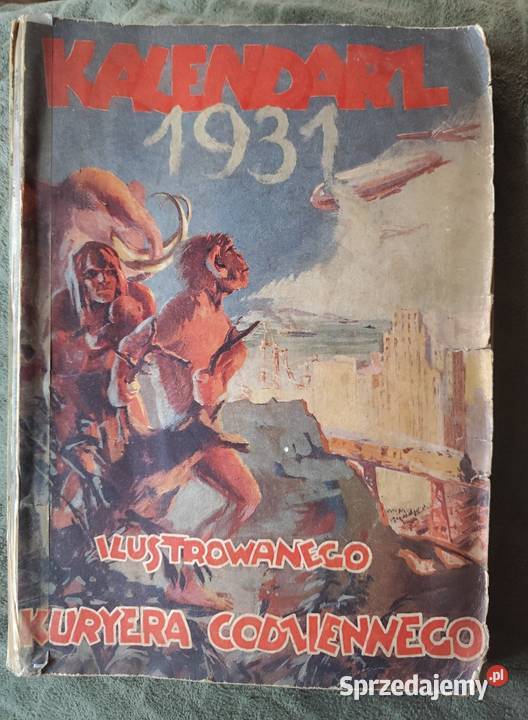 KALENDARZ
1931
ILUSTROWANEGO
KURYERA CODZIENNEGO
Sprzedajemy.pl